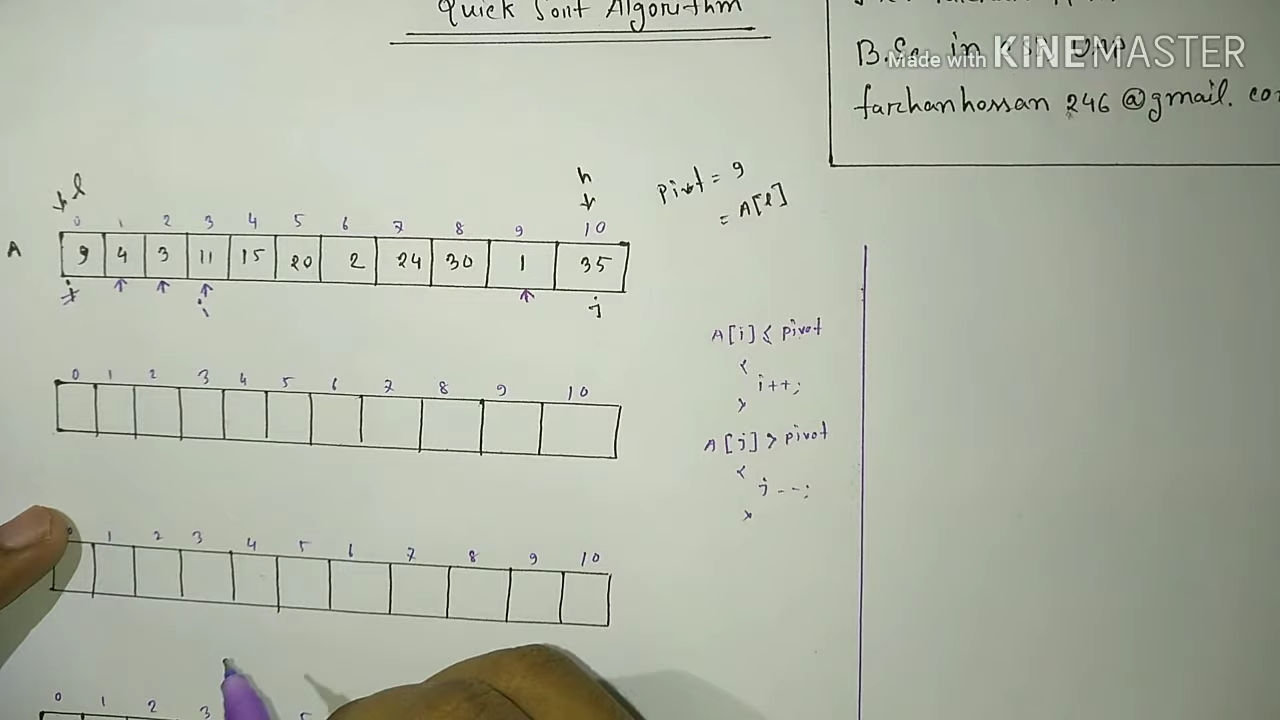 Quick Sort Algorithm
B.Sc in
Made with KINEMASTER
farhanhossan 246 @gmail. co
l
h
pivot = 9
= A[l]
0 1 2 3 4 5 6 7 8 9 10
A 9 4 3 11 15 20 2 24 30 1 35
i j
A[i] ≤ pivot
{
i++;
}
A[j] > pivot
{
j--;
}
0 1 2 3 4 5 6 7 8 9 10
0 1 2 3 4 5 6 7 8 9 10
0 1 2 3 5